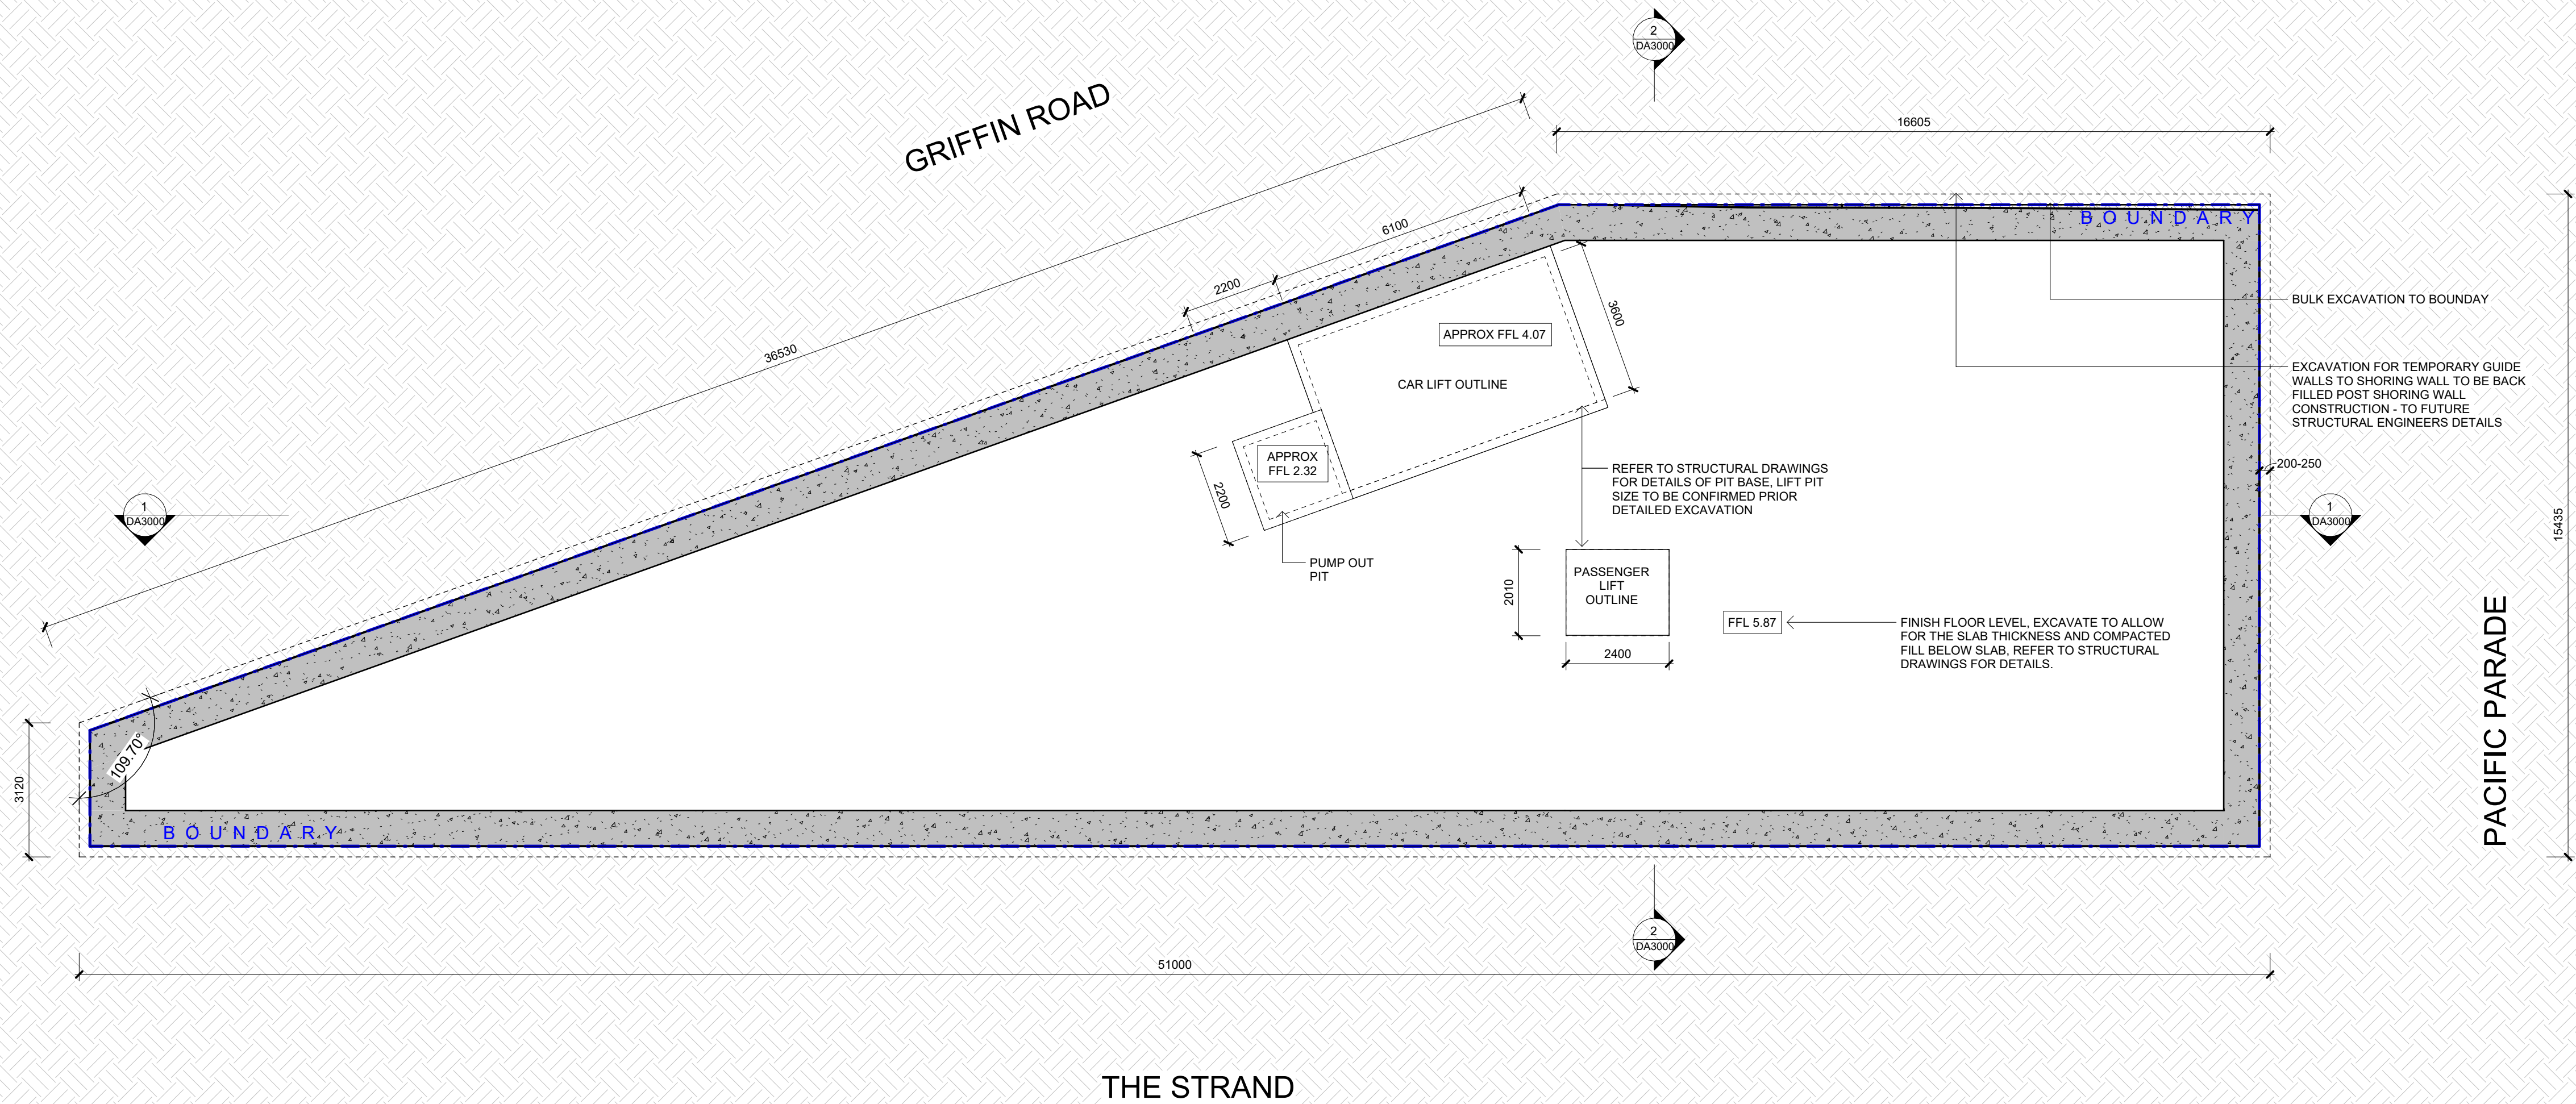 2
DA3000
GRIFFIN ROAD
16605
6100
2200
36530
3600
BOUNDARY
BULK EXCAVATION TO BOUNDAY
APPROX FFL 4.07
CAR LIFT OUTLINE
EXCAVATION FOR TEMPORARY GUIDE
WALLS TO SHORING WALL TO BE BACK
FILLED POST SHORING WALL
CONSTRUCTION - TO FUTURE
STRUCTURAL ENGINEERS DETAILS
APPROX
FFL 2.32
2200
REFER TO STRUCTURAL DRAWINGS
FOR DETAILS OF PIT BASE, LIFT PIT
SIZE TO BE CONFIRMED PRIOR
DETAILED EXCAVATION
200-250
1
DA3000
1
DA3000
15435
PUMP OUT
PIT
2010
PASSENGER
LIFT
OUTLINE
2400
FFL 5.87
FINISH FLOOR LEVEL, EXCAVATE TO ALLOW
FOR THE SLAB THICKNESS AND COMPACTED
FILL BELOW SLAB, REFER TO STRUCTURAL
DRAWINGS FOR DETAILS.
PACIFIC PARADE
109.70°
3120
BOUNDARY
2
DA3000
51000
THE STRAND